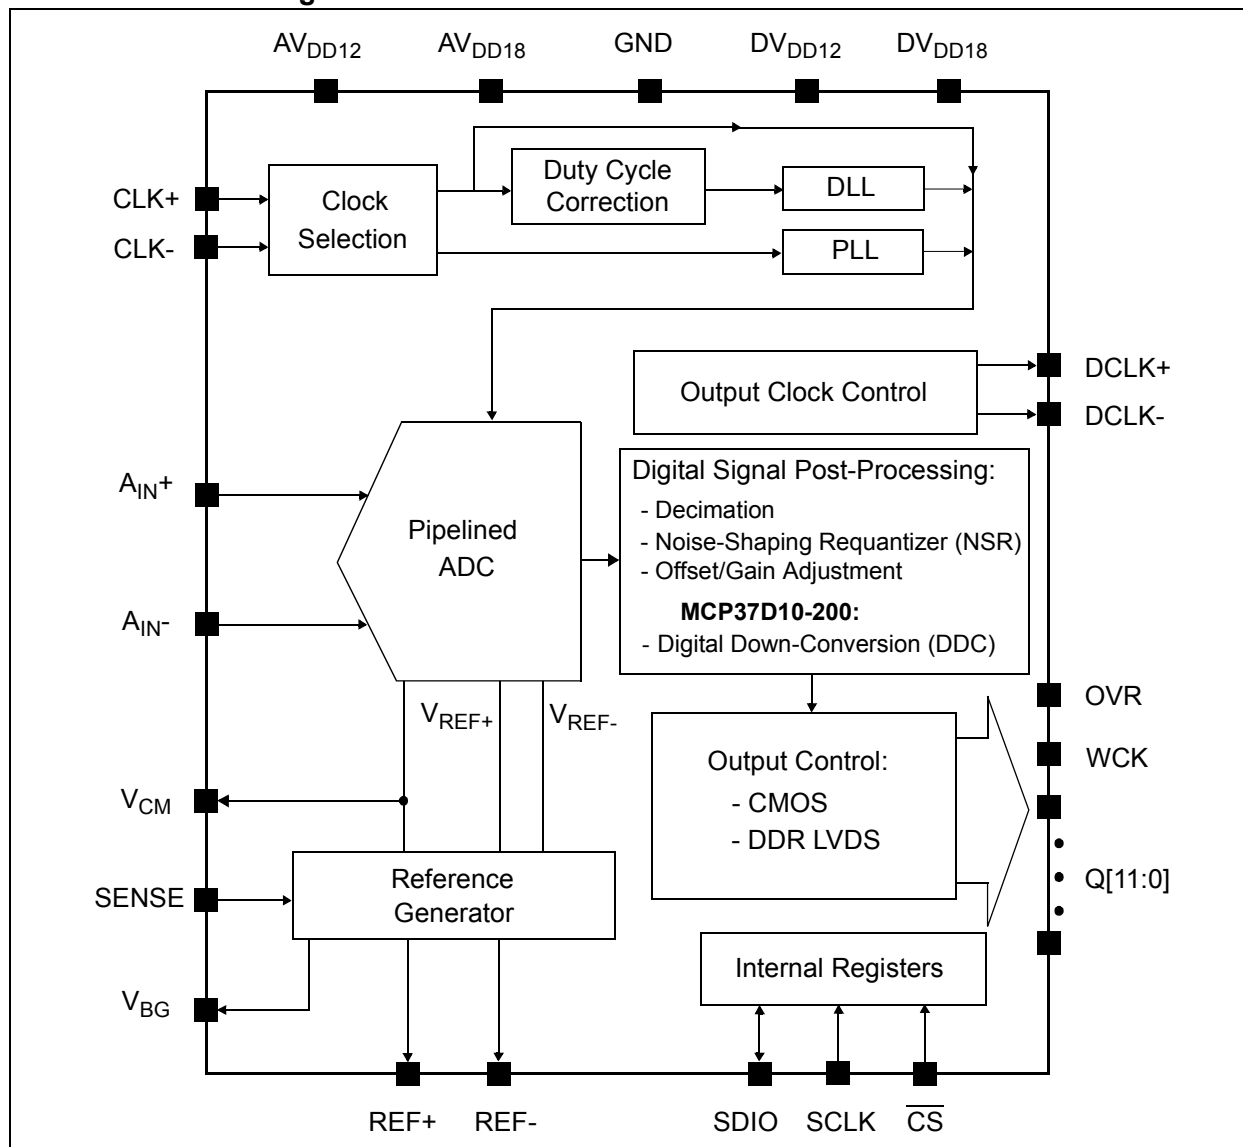 AVDD12 AVDD18 GND DVDD12 DVDD18
CLK+
CLK-
Clock
Selection
Duty Cycle
Correction
DLL
PLL
Output Clock Control
DCLK+
DCLK-
AIN+
AIN-
Pipelined
ADC
Digital Signal Post-Processing:
- Decimation
- Noise-Shaping Requantizer (NSR)
- Offset/Gain Adjustment
MCP37D10-200:
- Digital Down-Conversion (DDC)
VREF+ VREF-
OVR
WCK
Q[11:0]
Output Control:
- CMOS
- DDR LVDS
VCM
SENSE
VBG
Reference
Generator
Internal Registers
REF+ REF- SDIO SCLK C̅S̅